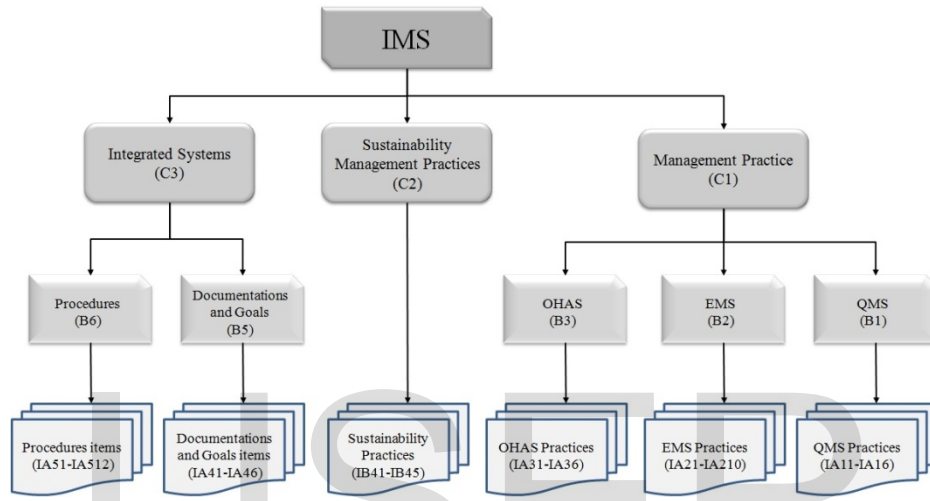 IMS
Integrated Systems
(C3)
Sustainability
Management Practices
(C2)
Management Practice
(C1)
Procedures
(B6)
Documentations
and Goals
(B5)
OHAS
(B3)
EMS
(B2)
QMS
(B1)
Procedures items
(IA51-IA512)
Documentations
and Goals items
(IA41-IA46)
Sustainability
Practices
(IB41-IB45)
OHAS Practices
(IA31-IA36)
EMS Practices
(IA21-IA210)
QMS Practices
(IA11-IA16)